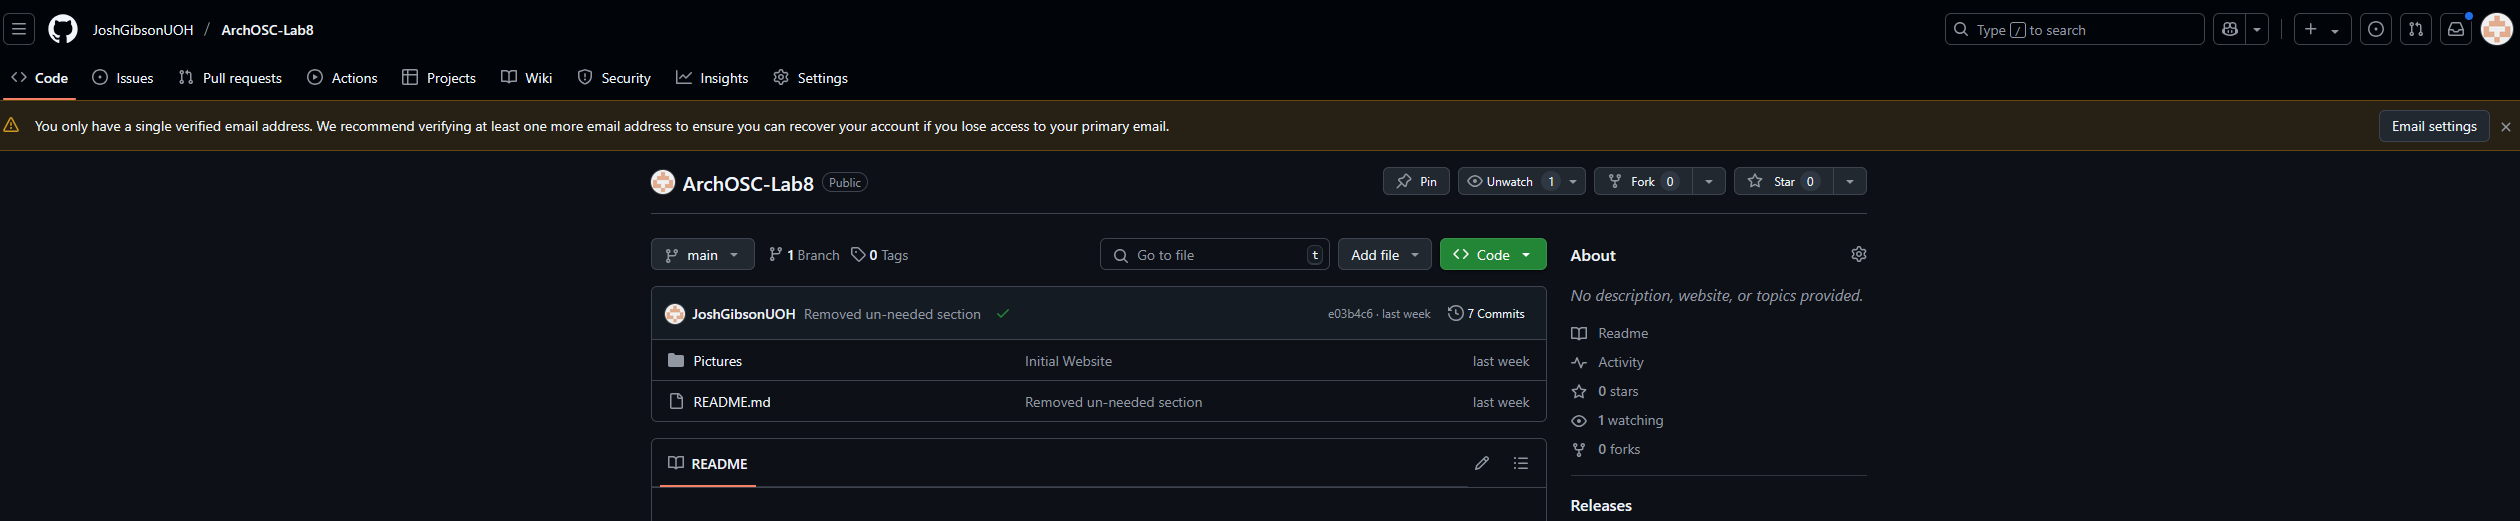 JoshGibsonUOH / ArchOSC-Lab8
Type / to search
Code Issues Pull requests Actions Projects Wiki Security Insights Settings
You only have a single verified email address. We recommend verifying at least one more email address to ensure you can recover your account if you lose access to your primary email.
Email settings
ArchOSC-Lab8 Public
Pin Unwatch 1 Fork 0 Star 0
main 1 Branch 0 Tags
Go to file t Add file Code
JoshGibsonUOH Removed un-needed section e03b4c6 · last week 7 Commits
Pictures Initial Website last week
README.md Removed un-needed section last week
README
About
No description, website, or topics provided.
Readme
Activity
0 stars
1 watching
0 forks
Releases